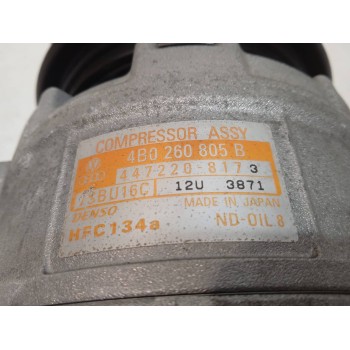 COMPRESSOR ASSY
4B0 260 805 B
447220-8173
7SBU16C 12U 3871
DENSO MADE IN JAPAN
HFC134a ND-OIL 8